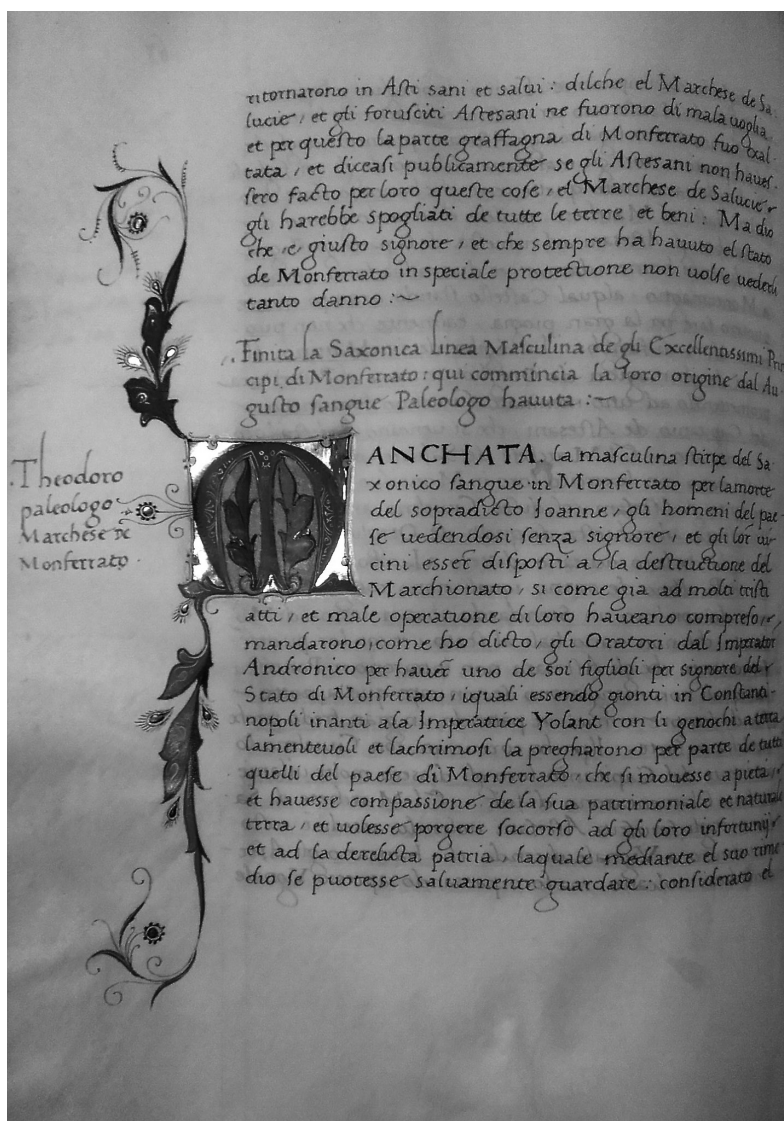 ritornarono in Asti sani et salui : dilche el Marchese de Sa
lucie, et gli forusciti Astesani ne fuorono di mala uoglia
et per questo la parte graffagna di Monferrato fuo exal
tata, et diceasi publicamente se gli Astesani non haues
sero facto per loro queste cose, el Marchese de Salucie
gli harebbe spogliati de tutte le terre et beni : Ma dio
che e, giusto signore, et che sempre ha hauuto el stato
de Monferrato in speciale protectione non uolse uederli
tanto danno :~
.Finita la Saxonica linea Masculina de gli Excellentissimi Prin
cipi di Monferrato : qui commincia la loro origine dal Au
gusto sangue Paleologo hauuta :~
.Theodoro
paleologo
Marchese de
Monferrato.
MANCHATA. la masculina stirpe del Sa
xonico sangue in Monferrato per la morte
del sopradicto Ioanne, gli homeni del pae
se uedendosi senza signore, et gli lor ui
cini esser disposti a, la destructione del
Marchionato, si come gia ad molti tristi
atti, et male operatione di loro haueano compreso,
mandarono, come ho dicto, gli Oratori dal Imperator
Andronico per hauer uno de soi figlioli per signore del
Stato di Monferrato, iquali essendo gionti in Constanti
nopoli inanti a la Imperatrice Yolant con li genochi a terra
lamenteuoli et lachrimosi la pregharono per parte de tutti
quelli del paese di Monferrato, che si mouesse a pieta,
et hauesse compassione de la sua patrimoniale et naturale
terra, et uolesse porgere soccorso ad gli loro infortunij
et ad la derelicta patria, laquale mediante el suo rime
dio se puotesse saluamente guardare : considerato el